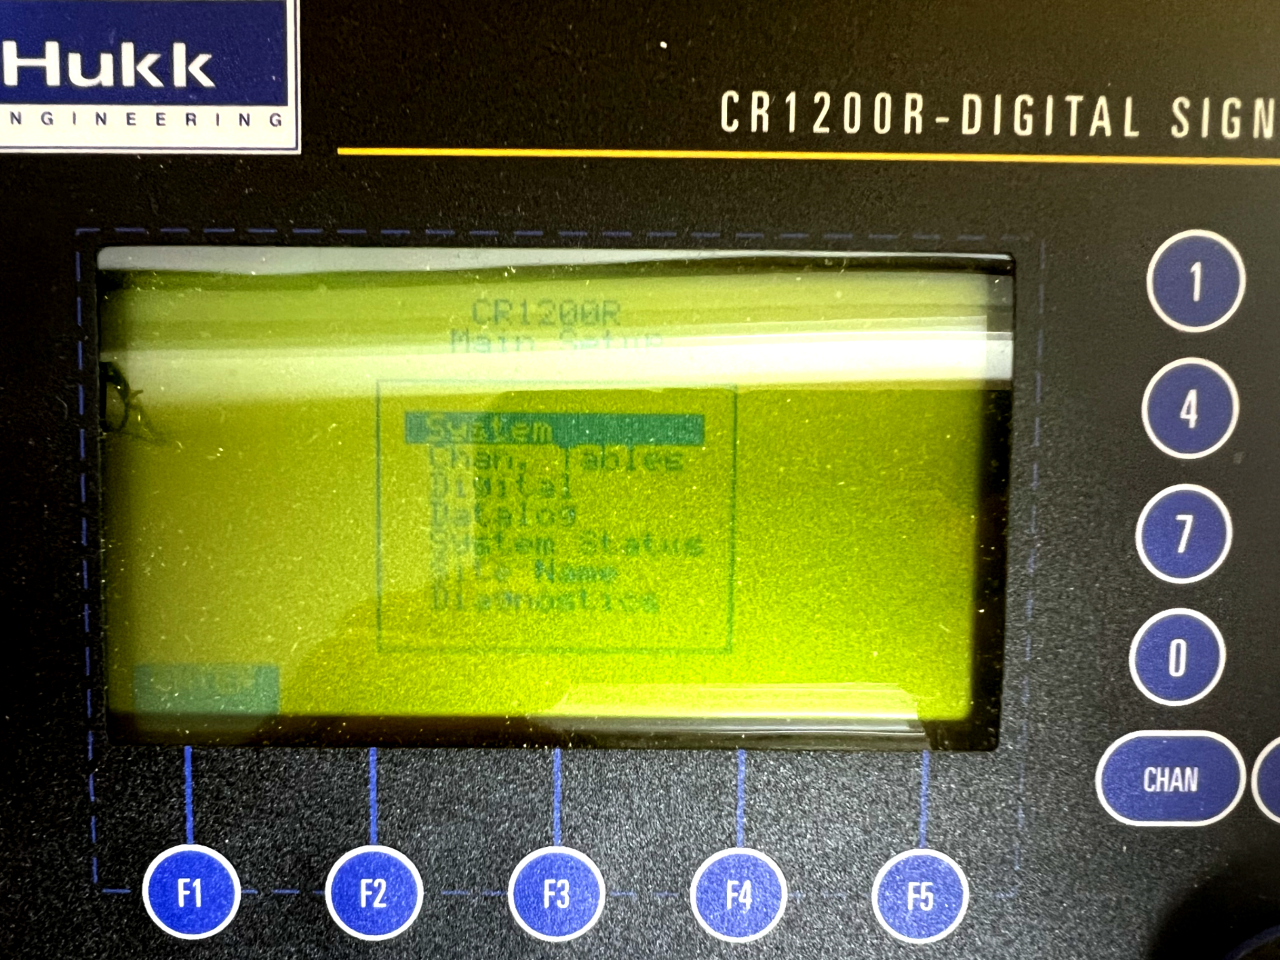 Hukk
NGINEERING
CR1200R-DIGITAL SIGN
CR1200R
Main Setup
System
Chan. Tables
Digital
Datalog
System Status
Site Name
Diagnostics
ENTER
1
4
7
0
CHAN
F1 F2 F3 F4 F5